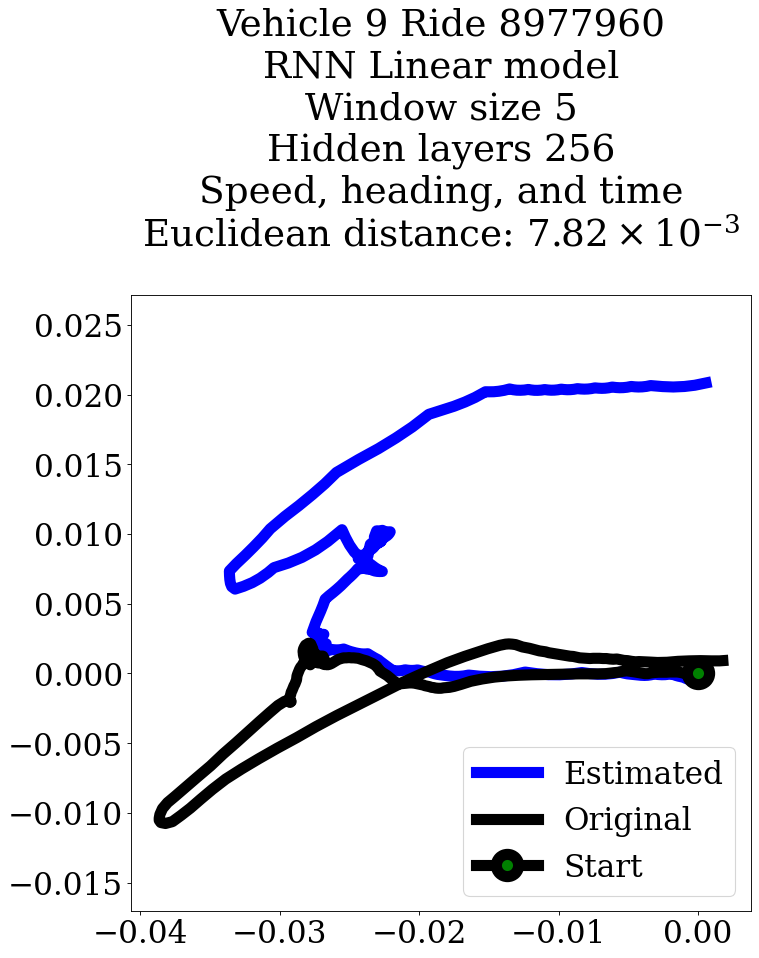 Vehicle 9 Ride 8977960
RNN Linear model
Window size 5
Hidden layers 256
Speed, heading, and time
Euclidean distance: 7.82 × 10⁻³
0.025
0.020
0.015
0.010
0.005
0.000
−0.005
−0.010
−0.015
Estimated
Original
Start
−0.04 −0.03 −0.02 −0.01 0.00